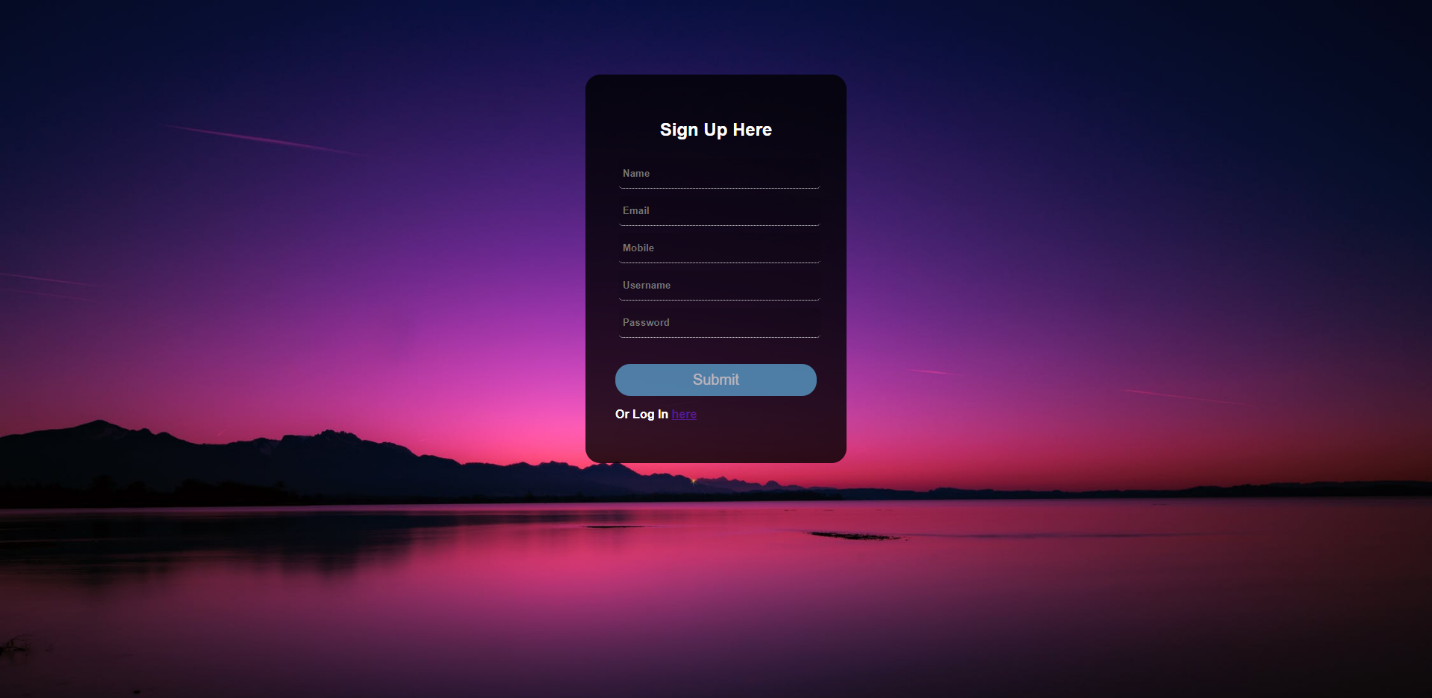 Sign Up Here
Name
Email
Mobile
Username
Password
Submit
Or Log In here